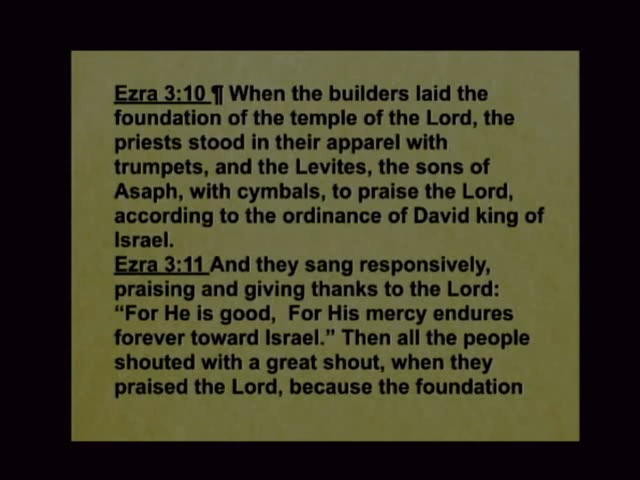 Ezra 3:10 ¶ When the builders laid the
foundation of the temple of the Lord, the
priests stood in their apparel with
trumpets, and the Levites, the sons of
Asaph, with cymbals, to praise the Lord,
according to the ordinance of David king of
Israel.
Ezra 3:11 And they sang responsively,
praising and giving thanks to the Lord:
“For He is good,  For His mercy endures
forever toward Israel.” Then all the people
shouted with a great shout, when they
praised the Lord, because the foundation